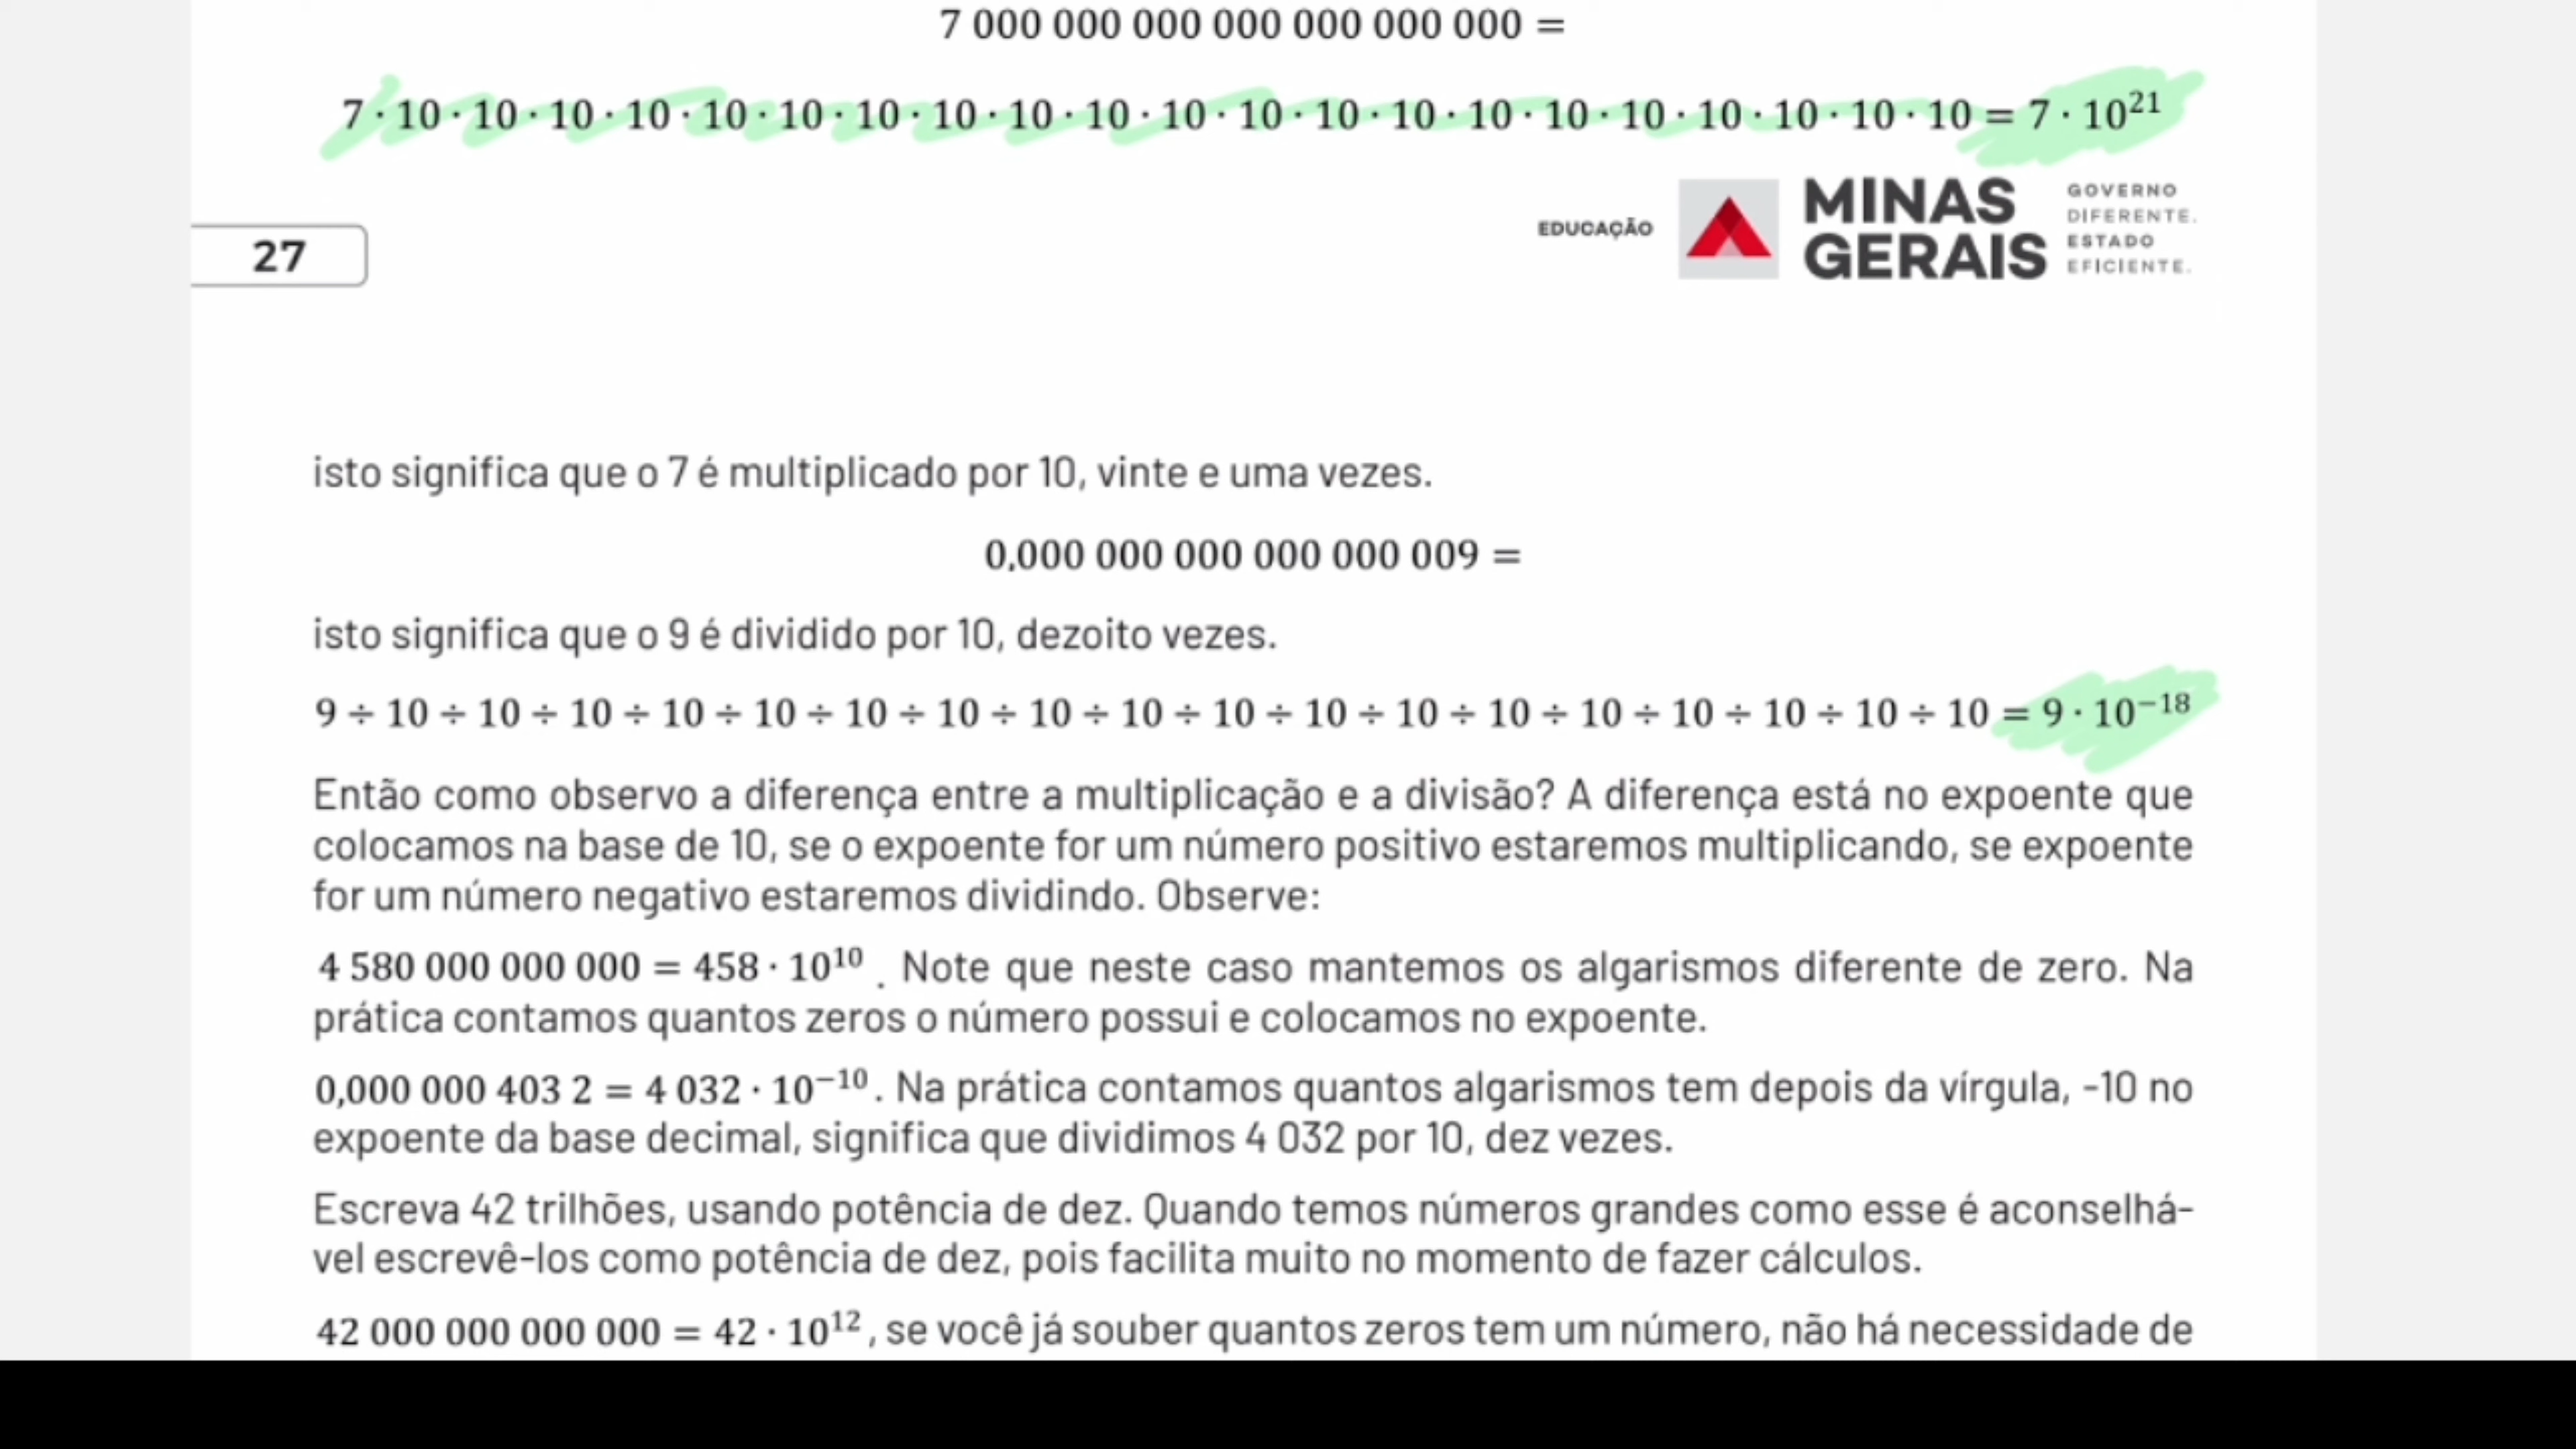 7 000 000 000 000 000 000 000 =
7 · 10 · 10 · 10 · 10 · 10 · 10 · 10 · 10 · 10 · 10 · 10 · 10 · 10 · 10 · 10 · 10 · 10 · 10 · 10 · 10 · 10 = 7 · 10²¹
27
EDUCAÇÃO
MINAS
GERAIS
GOVERNO
DIFERENTE.
ESTADO
EFICIENTE.
isto significa que o 7 é multiplicado por 10, vinte e uma vezes.
0,000 000 000 000 000 009 =
isto significa que o 9 é dividido por 10, dezoito vezes.
9 ÷ 10 ÷ 10 ÷ 10 ÷ 10 ÷ 10 ÷ 10 ÷ 10 ÷ 10 ÷ 10 ÷ 10 ÷ 10 ÷ 10 ÷ 10 ÷ 10 ÷ 10 ÷ 10 ÷ 10 ÷ 10 = 9 · 10⁻¹⁸
Então como observo a diferença entre a multiplicação e a divisão? A diferença está no expoente que
colocamos na base de 10, se o expoente for um número positivo estaremos multiplicando, se expoente
for um número negativo estaremos dividindo. Observe:
4 580 000 000 000 = 458 · 10¹⁰ . Note que neste caso mantemos os algarismos diferente de zero. Na
prática contamos quantos zeros o número possui e colocamos no expoente.
0,000 000 403 2 = 4 032 · 10⁻¹⁰. Na prática contamos quantos algarismos tem depois da vírgula, -10 no
expoente da base decimal, significa que dividimos 4 032 por 10, dez vezes.
Escreva 42 trilhões, usando potência de dez. Quando temos números grandes como esse é aconselhá-
vel escrevê-los como potência de dez, pois facilita muito no momento de fazer cálculos.
42 000 000 000 000 = 42 · 10¹², se você já souber quantos zeros tem um número, não há necessidade de